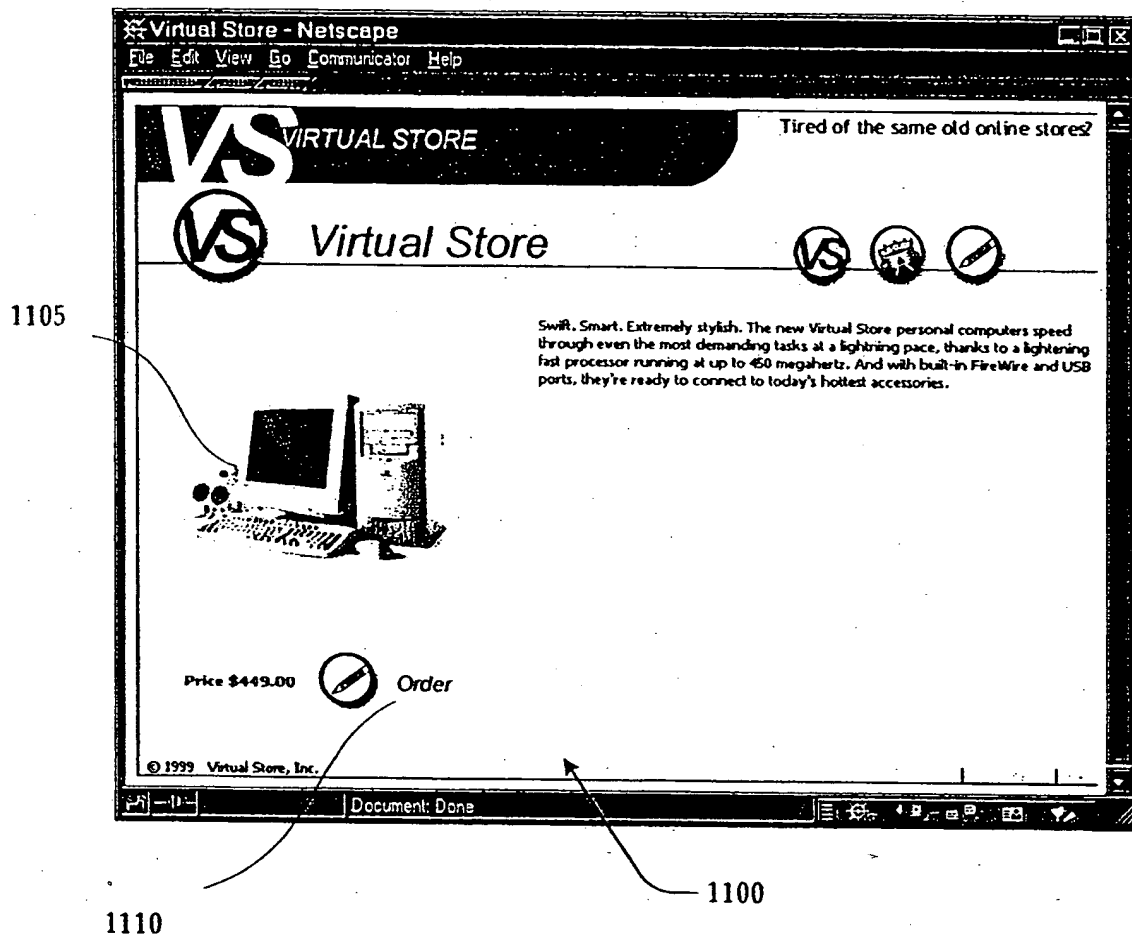 Virtual Store - Netscape
File Edit View Go Communicator Help
VS VIRTUAL STORE
Tired of the same old online stores?
VS Virtual Store
VS
1105
Swift. Smart. Extremely stylish. The new Virtual Store personal computers speed
through even the most demanding tasks at a lightning pace, thanks to a lightening
fast processor running at up to 450 megahertz. And with built-in FireWire and USB
ports, they're ready to connect to today's hottest accessories.
Price $449.00 Order
© 1999 Virtual Store, Inc.
Document: Done
1100
1110